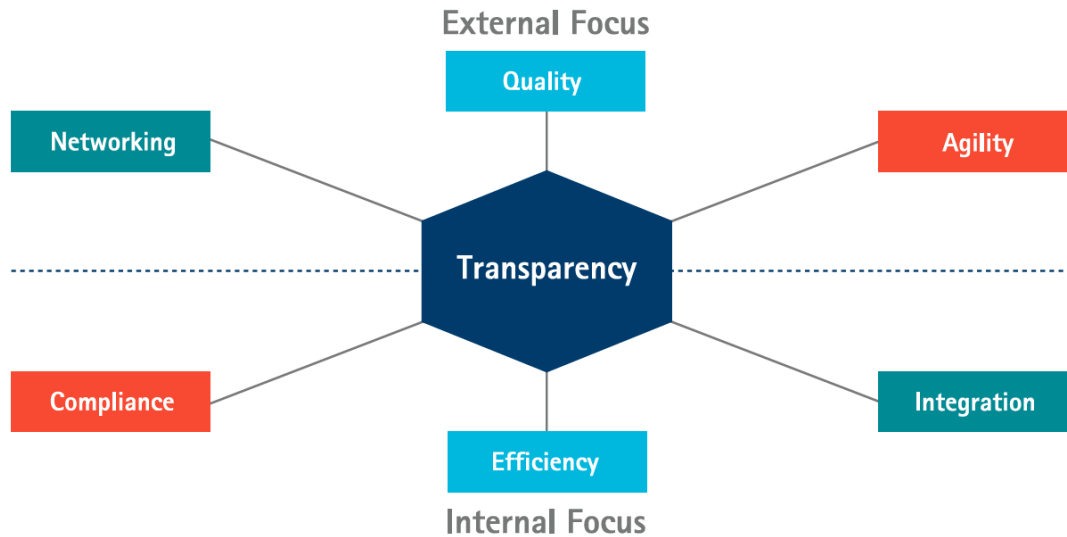 External Focus
Quality
Networking
Agility
Transparency
Compliance
Integration
Efficiency
Internal Focus